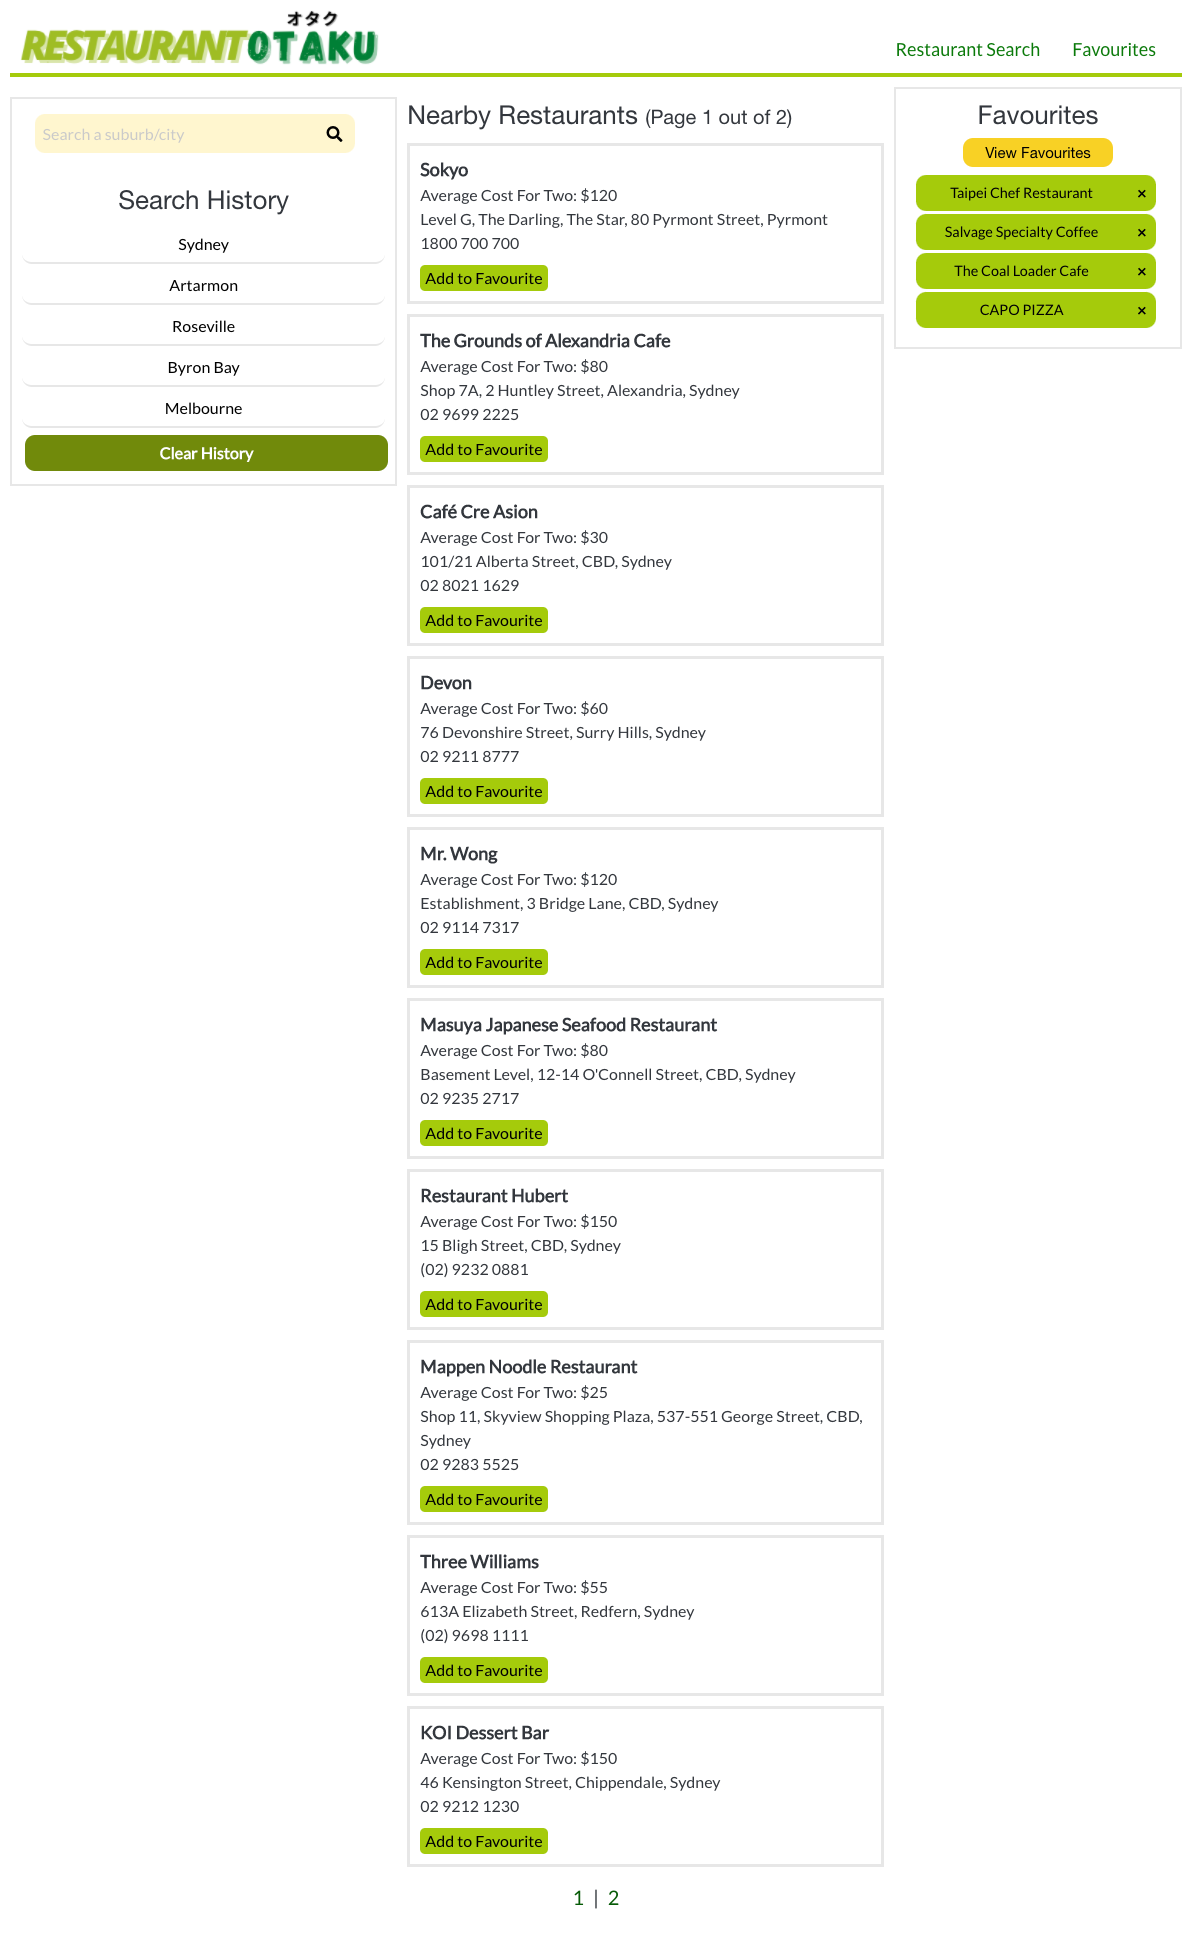 オタク
RESTAURANTOTAKU
Restaurant Search
Favourites
Search a suburb/city
Search History
Sydney
Artarmon
Roseville
Byron Bay
Melbourne
Clear History
Nearby Restaurants (Page 1 out of 2)
Sokyo
Average Cost For Two: $120
Level G, The Darling, The Star, 80 Pyrmont Street, Pyrmont
1800 700 700
Add to Favourite
The Grounds of Alexandria Cafe
Average Cost For Two: $80
Shop 7A, 2 Huntley Street, Alexandria, Sydney
02 9699 2225
Add to Favourite
Café Cre Asion
Average Cost For Two: $30
101/21 Alberta Street, CBD, Sydney
02 8021 1629
Add to Favourite
Devon
Average Cost For Two: $60
76 Devonshire Street, Surry Hills, Sydney
02 9211 8777
Add to Favourite
Mr. Wong
Average Cost For Two: $120
Establishment, 3 Bridge Lane, CBD, Sydney
02 9114 7317
Add to Favourite
Masuya Japanese Seafood Restaurant
Average Cost For Two: $80
Basement Level, 12-14 O'Connell Street, CBD, Sydney
02 9235 2717
Add to Favourite
Restaurant Hubert
Average Cost For Two: $150
15 Bligh Street, CBD, Sydney
(02) 9232 0881
Add to Favourite
Mappen Noodle Restaurant
Average Cost For Two: $25
Shop 11, Skyview Shopping Plaza, 537-551 George Street, CBD,
Sydney
02 9283 5525
Add to Favourite
Three Williams
Average Cost For Two: $55
613A Elizabeth Street, Redfern, Sydney
(02) 9698 1111
Add to Favourite
KOI Dessert Bar
Average Cost For Two: $150
46 Kensington Street, Chippendale, Sydney
02 9212 1230
Add to Favourite
1 | 2
Favourites
View Favourites
Taipei Chef Restaurant ×
Salvage Specialty Coffee ×
The Coal Loader Cafe ×
CAPO PIZZA ×